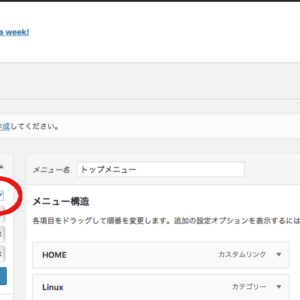 a week!
作成してください。
メニュー名 トップメニュー
メニュー構造
各項目をドラッグして順番を変更します。追加の設定オプションを表示するには
HOME カスタムリンク
Linux カテゴリー